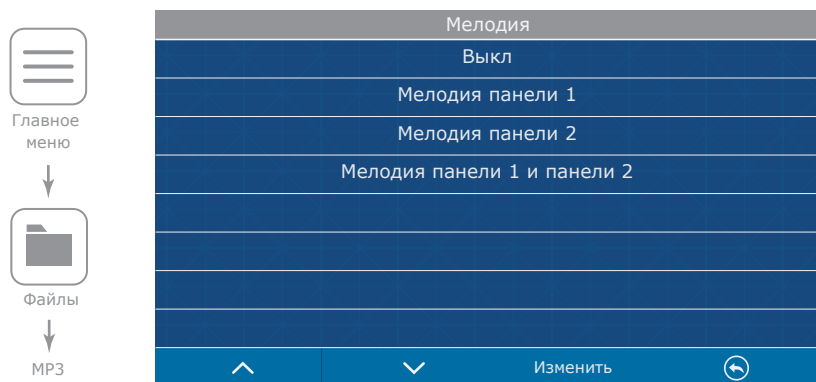 Главное
меню
Файлы
MP3
Мелодия
Выкл
Мелодия панели 1
Мелодия панели 2
Мелодия панели 1 и панели 2
Изменить